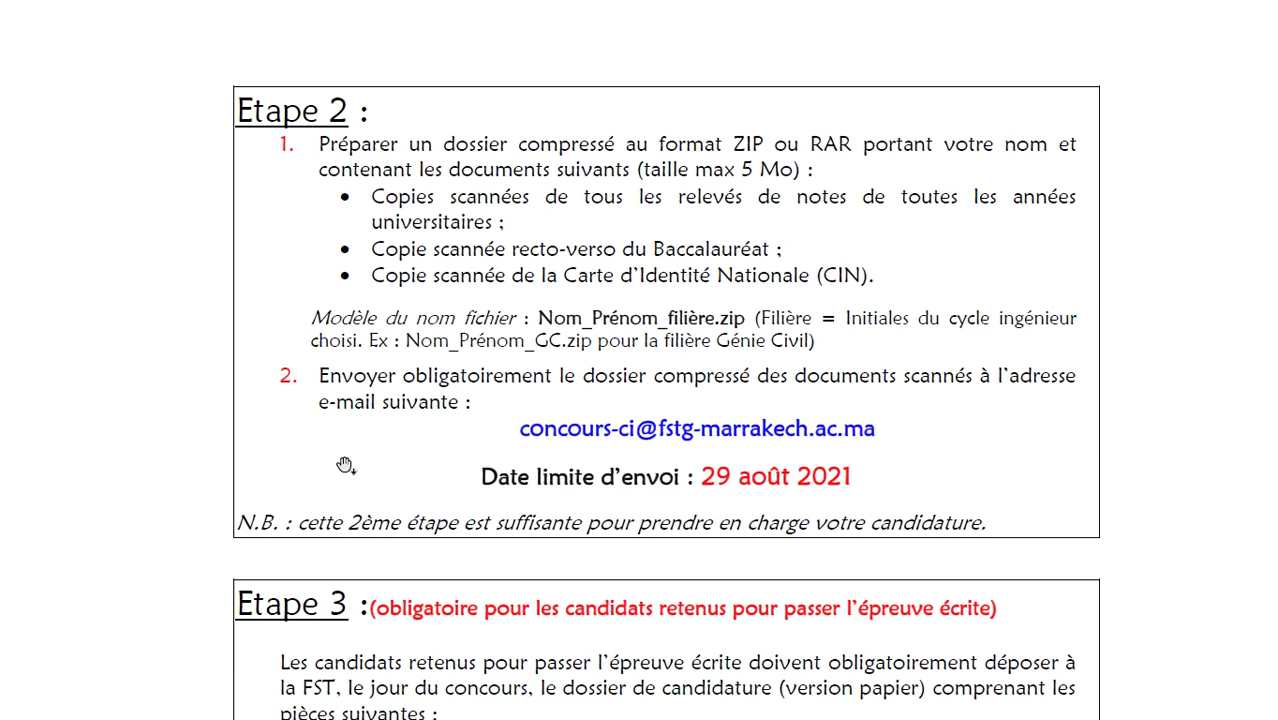 Etape 2 :
1. Préparer un dossier compressé au format ZIP ou RAR portant votre nom et
contenant les documents suivants (taille max 5 Mo) :
• Copies scannées de tous les relevés de notes de toutes les années
universitaires ;
• Copie scannée recto-verso du Baccalauréat ;
• Copie scannée de la Carte d'Identité Nationale (CIN).
Modèle du nom fichier : Nom_Prénom_filière.zip (Filière = Initiales du cycle ingénieur
choisi. Ex : Nom_Prénom_GC.zip pour la filière Génie Civil)
2. Envoyer obligatoirement le dossier compressé des documents scannés à l'adresse
e-mail suivante :
concours-ci@fstg-marrakech.ac.ma
Date limite d'envoi : 29 août 2021
N.B. : cette 2ème étape est suffisante pour prendre en charge votre candidature.
Etape 3 :(obligatoire pour les candidats retenus pour passer l'épreuve écrite)
Les candidats retenus pour passer l'épreuve écrite doivent obligatoirement déposer à
la FST, le jour du concours, le dossier de candidature (version papier) comprenant les
pièces suivantes :